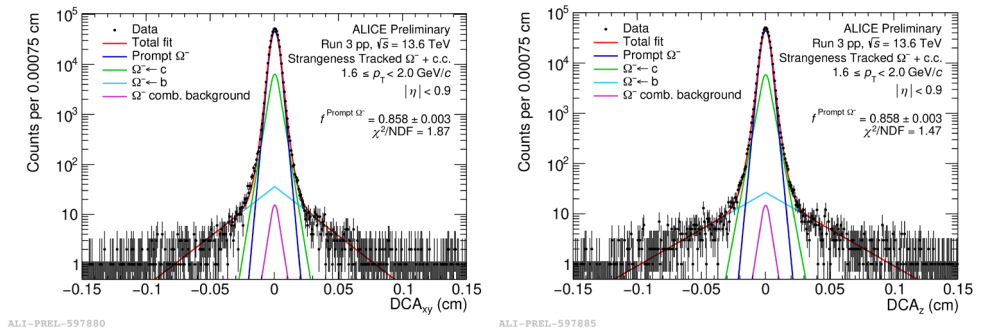 Counts per 0.00075 cm
10⁵
10⁴
10³
10²
10
1
Data
Total fit
Prompt Ω⁻
Ω⁻← c
Ω⁻← b
Ω⁻ comb. background
ALICE Preliminary
Run 3 pp, √s = 13.6 TeV
Strangeness Tracked Ω⁻ + c.c.
1.6 ≤ p_T < 2.0 GeV/c
|η| < 0.9
f^{Prompt Ω⁻} = 0.858 ± 0.003
χ²/NDF = 1.87
−0.15 −0.1 −0.05 0 0.05 0.1 0.15
DCA_xy (cm)
ALI-PREL-597880
Counts per 0.00075 cm
10⁵
10⁴
10³
10²
10
1
Data
Total fit
Prompt Ω⁻
Ω⁻← c
Ω⁻← b
Ω⁻ comb. background
ALICE Preliminary
Run 3 pp, √s = 13.6 TeV
Strangeness Tracked Ω⁻ + c.c.
1.6 ≤ p_T < 2.0 GeV/c
|η| < 0.9
f^{Prompt Ω⁻} = 0.858 ± 0.003
χ²/NDF = 1.47
−0.15 −0.1 −0.05 0 0.05 0.1 0.15
DCA_z (cm)
ALI-PREL-597885